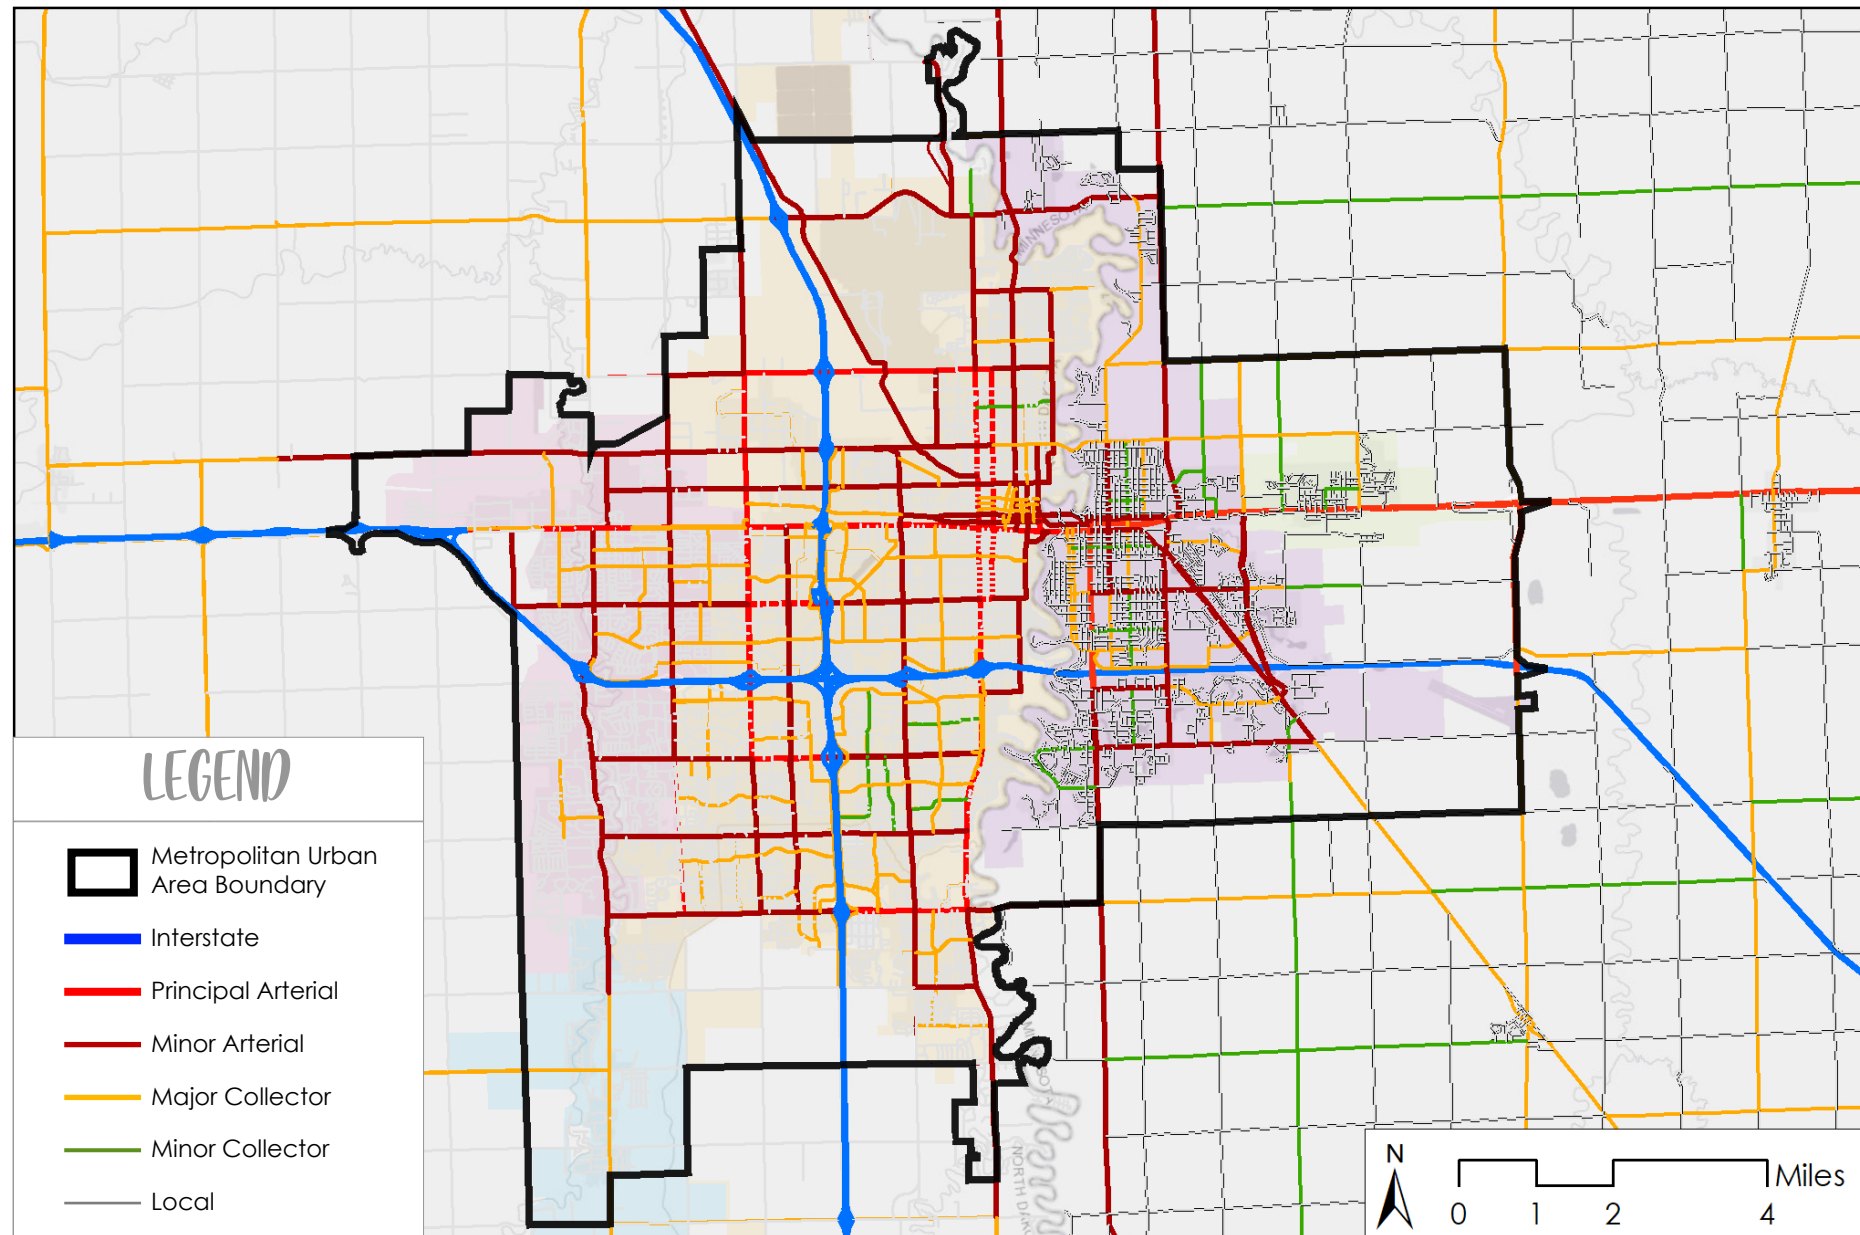 MINNESOTA
LEGEND
Metropolitan Urban
Area Boundary
Interstate
Principal Arterial
Minor Arterial
Major Collector
Minor Collector
Local
N
Miles
0 1 2 4